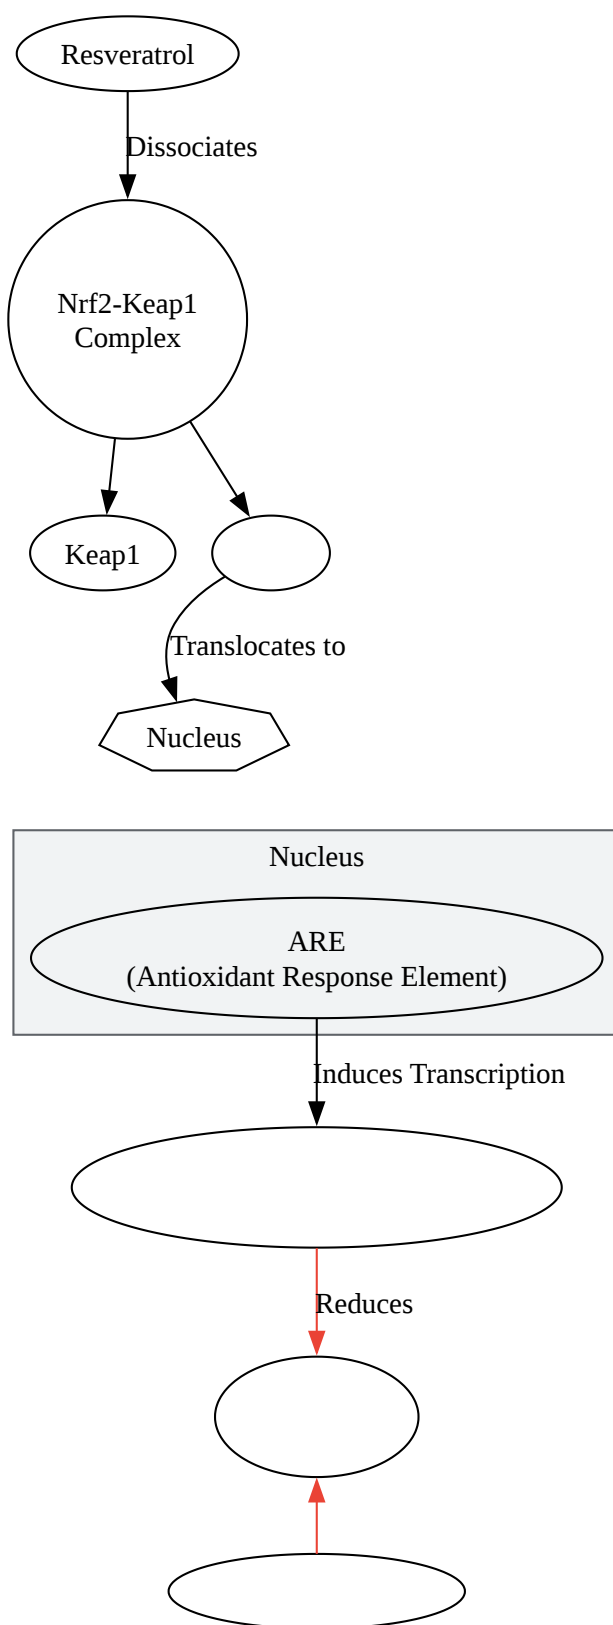 Resveratrol
Dissociates
Nrf2-Keap1
Complex
Keap1
Translocates to
Nucleus
Nucleus
ARE
(Antioxidant Response Element)
Induces Transcription
Reduces